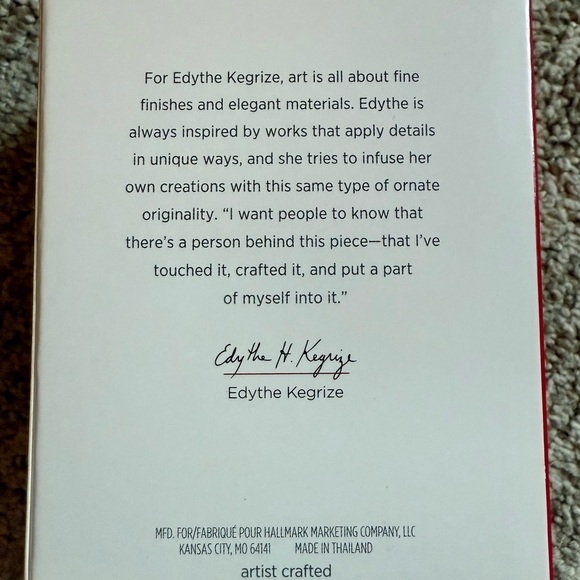 For Edythe Kegrize, art is all about fine
finishes and elegant materials. Edythe is
always inspired by works that apply details
in unique ways, and she tries to infuse her
own creations with this same type of ornate
originality. “I want people to know that
there’s a person behind this piece—that I’ve
touched it, crafted it, and put a part
of myself into it.”
Edythe H. Kegrize
Edythe Kegrize
MFD. FOR/FABRIQUÉ POUR HALLMARK MARKETING COMPANY, LLC
KANSAS CITY, MO 64141 MADE IN THAILAND
artist crafted